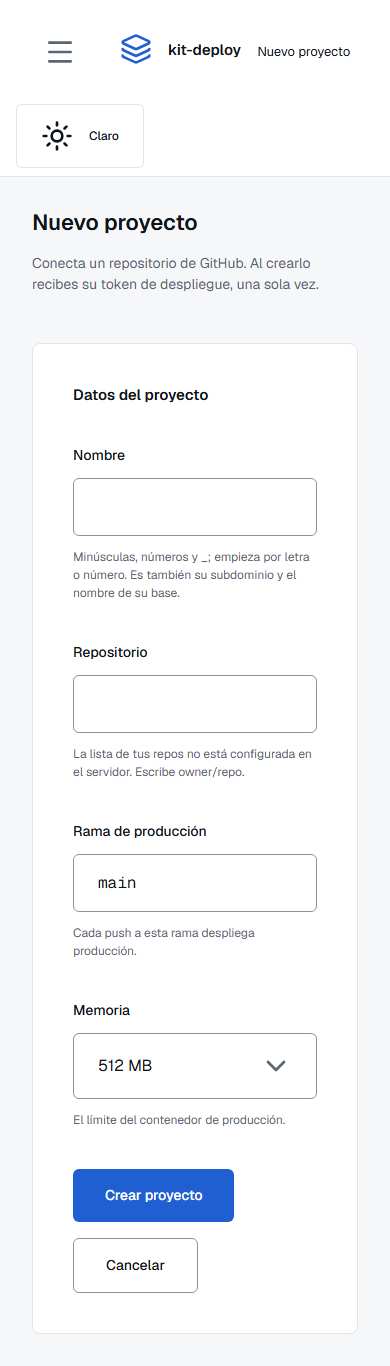 kit-deploy
Nuevo proyecto
Claro
Nuevo proyecto
Conecta un repositorio de GitHub. Al crearlo
recibes su token de despliegue, una sola vez.
Datos del proyecto
Nombre
Minúsculas, números y _; empieza por letra
o número. Es también su subdominio y el
nombre de su base.
Repositorio
La lista de tus repos no está configurada en
el servidor. Escribe owner/repo.
Rama de producción
main
Cada push a esta rama despliega
producción.
Memoria
512 MB
El límite del contenedor de producción.
Crear proyecto
Cancelar